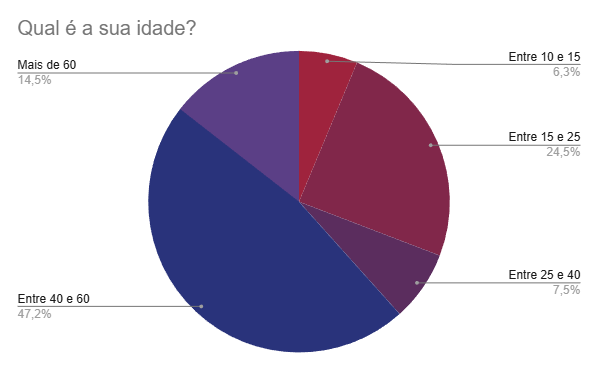 Qual é a sua idade?
Mais de 60
14,5%
Entre 10 e 15
6,3%
Entre 15 e 25
24,5%
Entre 25 e 40
7,5%
Entre 40 e 60
47,2%